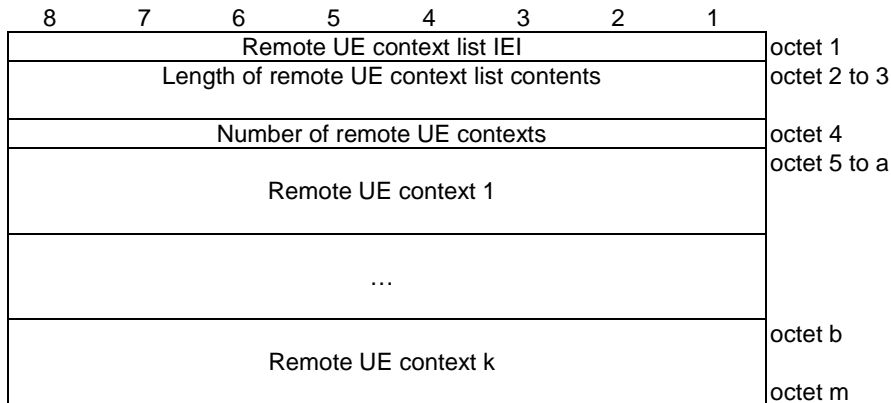 8 7 6 5 4 3 2 1
Remote UE context list IEI octet 1
Length of remote UE context list contents octet 2 to 3
Number of remote UE contexts octet 4
octet 5 to a
Remote UE context 1
…
octet b
Remote UE context k
octet m